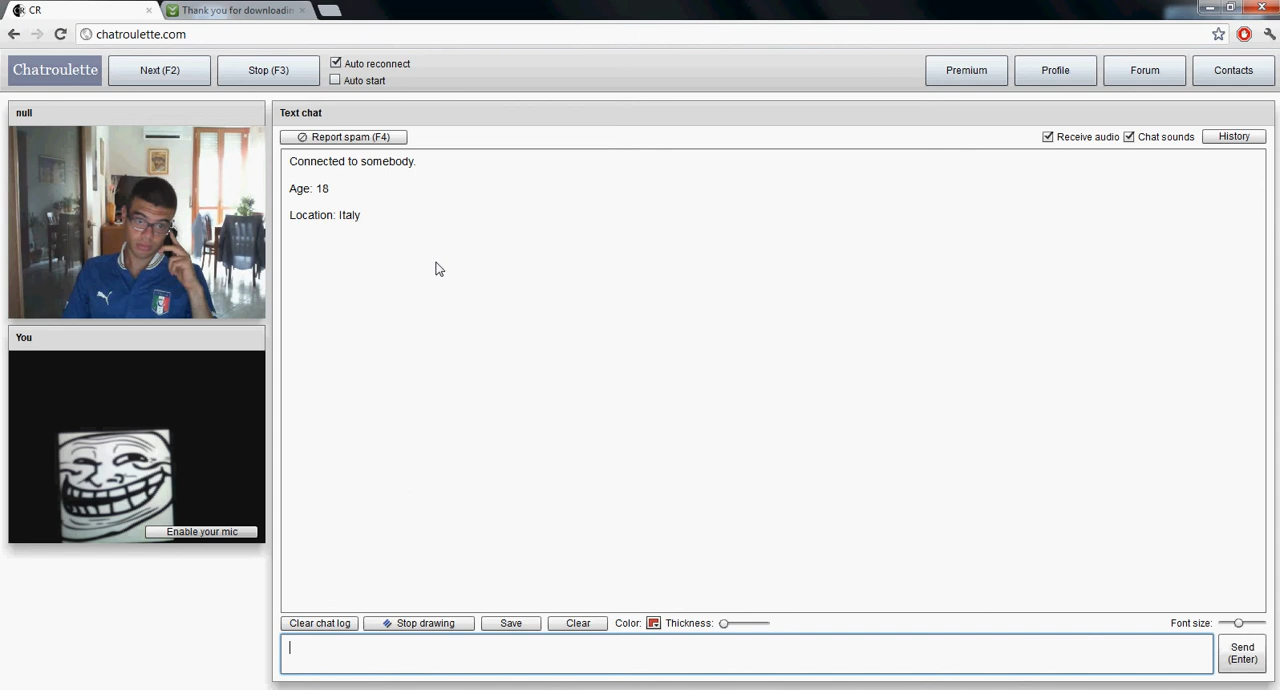 CR
Thank you for downloadin
chatroulette.com
Chatroulette
Next (F2)
Stop (F3)
Auto reconnect
Auto start
Premium
Profile
Forum
Contacts
null
Text chat
Report spam (F4)
Receive audio
Chat sounds
History
Connected to somebody.
Age: 18
Location: Italy
You
Enable your mic
Clear chat log
Stop drawing
Save
Clear
Color:
Thickness:
Font size:
Send
(Enter)